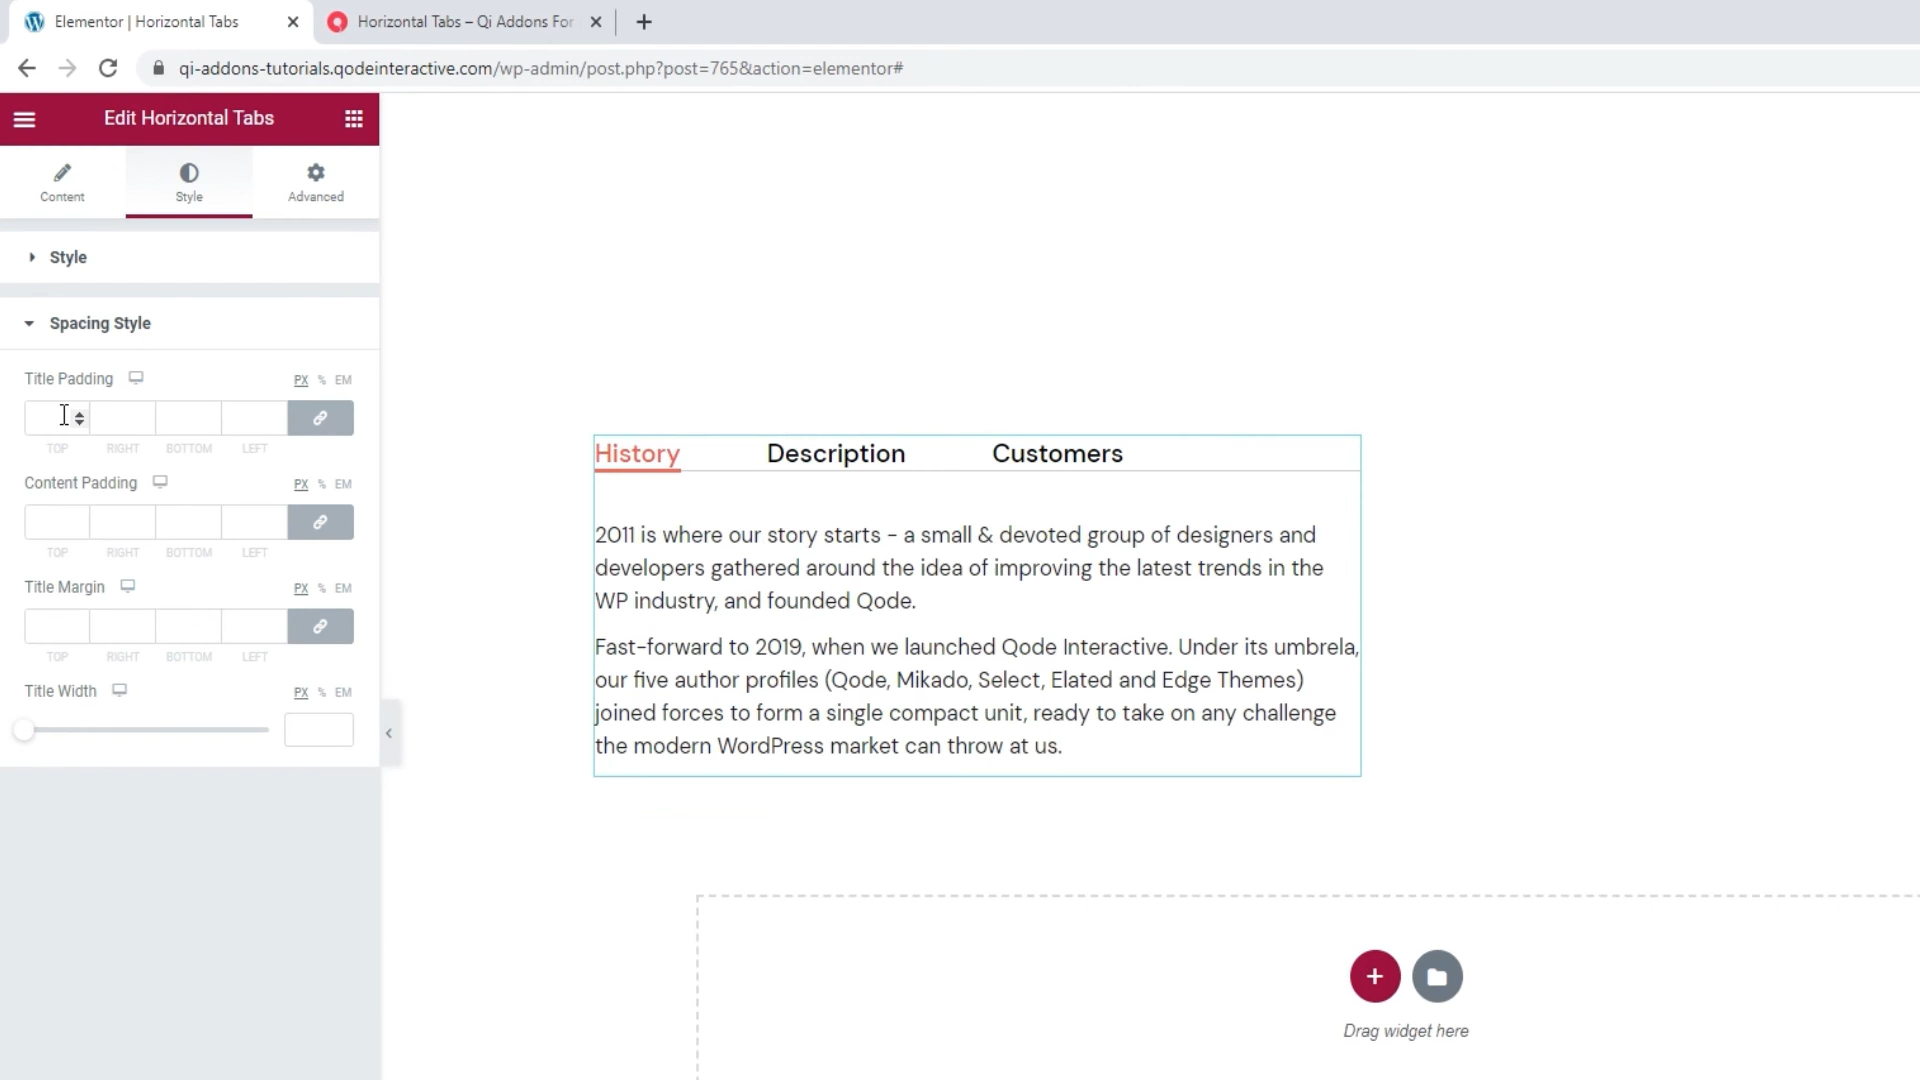 Elementor | Horizontal Tabs
Horizontal Tabs – Qi Addons For
qi-addons-tutorials.qodeinteractive.com/wp-admin/post.php?post=765&action=elementor#
Edit Horizontal Tabs
Content
Style
Advanced
Style
Spacing Style
Title Padding PX % EM
TOP RIGHT BOTTOM LEFT
Content Padding PX % EM
TOP RIGHT BOTTOM LEFT
Title Margin PX % EM
TOP RIGHT BOTTOM LEFT
Title Width PX % EM
History Description Customers
2011 is where our story starts – a small & devoted group of designers and
developers gathered around the idea of improving the latest trends in the
WP industry, and founded Qode.
Fast-forward to 2019, when we launched Qode Interactive. Under its umbrela,
our five author profiles (Qode, Mikado, Select, Elated and Edge Themes)
joined forces to form a single compact unit, ready to take on any challenge
the modern WordPress market can throw at us.
Drag widget here